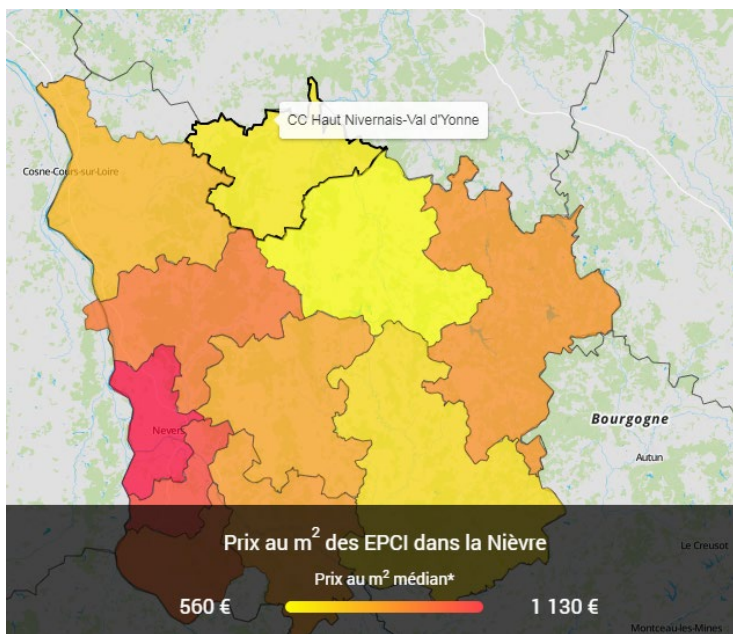 CC Haut Nivernais-Val d'Yonne
Cosne-Cours-sur-Loire
Bourgogne
Nevers
Autun
Prix au m² des EPCI dans la Nièvre
Le Creusot
Prix au m² médian*
560 € 1 130 €
Montceau-les-Mines